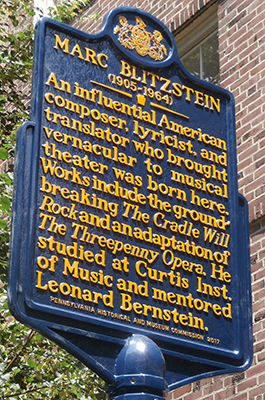 MARC BLITZSTEIN
(1905-1964)
An influential American
composer, lyricist, and
translator who brought
vernacular to musical
theater was born here.
Works include the ground-
breaking The Cradle Will
Rock and an adaptation of
The Threepenny Opera. He
studied at Curtis Inst.
of Music and mentored
Leonard Bernstein.
PENNSYLVANIA HISTORICAL AND MUSEUM COMMISSION 2017